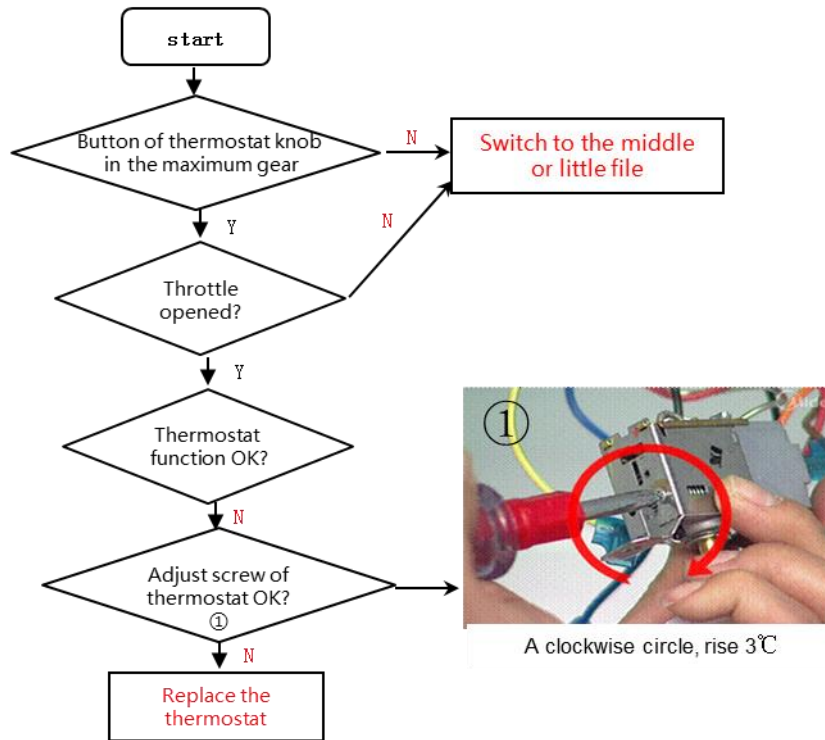 start
Button of thermostat knob
in the maximum gear
N
Switch to the middle
or little file
Y
N
Throttle
opened?
Y
Thermostat
function OK?
①
N
Adjust screw of
thermostat OK?
①
A clockwise circle, rise 3℃
N
Replace the
thermostat